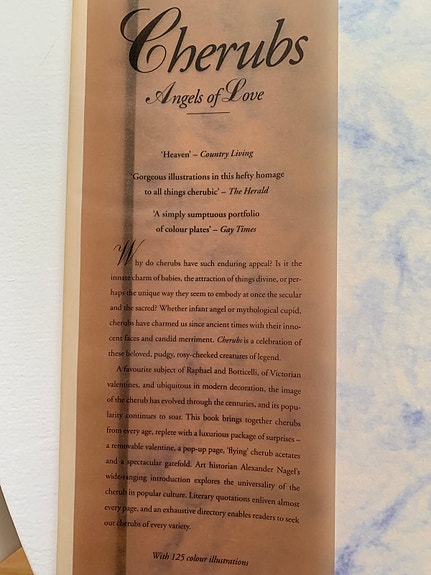 Cherubs
Angels of Love
‘Heaven’ – Country Living
‘Gorgeous illustrations in this hefty homage
to all things cherubic’ – The Herald
‘A simply sumptuous portfolio
of colour plates’ – Gay Times
Why do cherubs have such enduring appeal? Is it the
innate charm of babies, the attraction of things divine, or per-
haps the unique way they seem to embody at once the secular
and the sacred? Whether infant angel or mythological cupid,
cherubs have charmed us since ancient times with their inno-
cent faces and candid merriment. Cherubs is a celebration of
these beloved, pudgy, rosy-cheeked creatures of legend.
A favourite subject of Raphael and Botticelli, of Victorian
valentines, and ubiquitous in modern decoration, the image
of the cherub has evolved through the centuries, and its popu-
larity continues to soar. This book brings together cherubs
from every age, replete with a luxurious package of surprises –
a removable valentine, a pop-up page, ‘flying’ cherub acetates
and a spectacular gatefold. Art historian Alexander Nagel’s
wide-ranging introduction explores the universality of the
cherub in popular culture. Literary quotations enliven almost
every page, and an exhaustive directory enables readers to seek
out cherubs of every variety.
With 125 colour illustrations